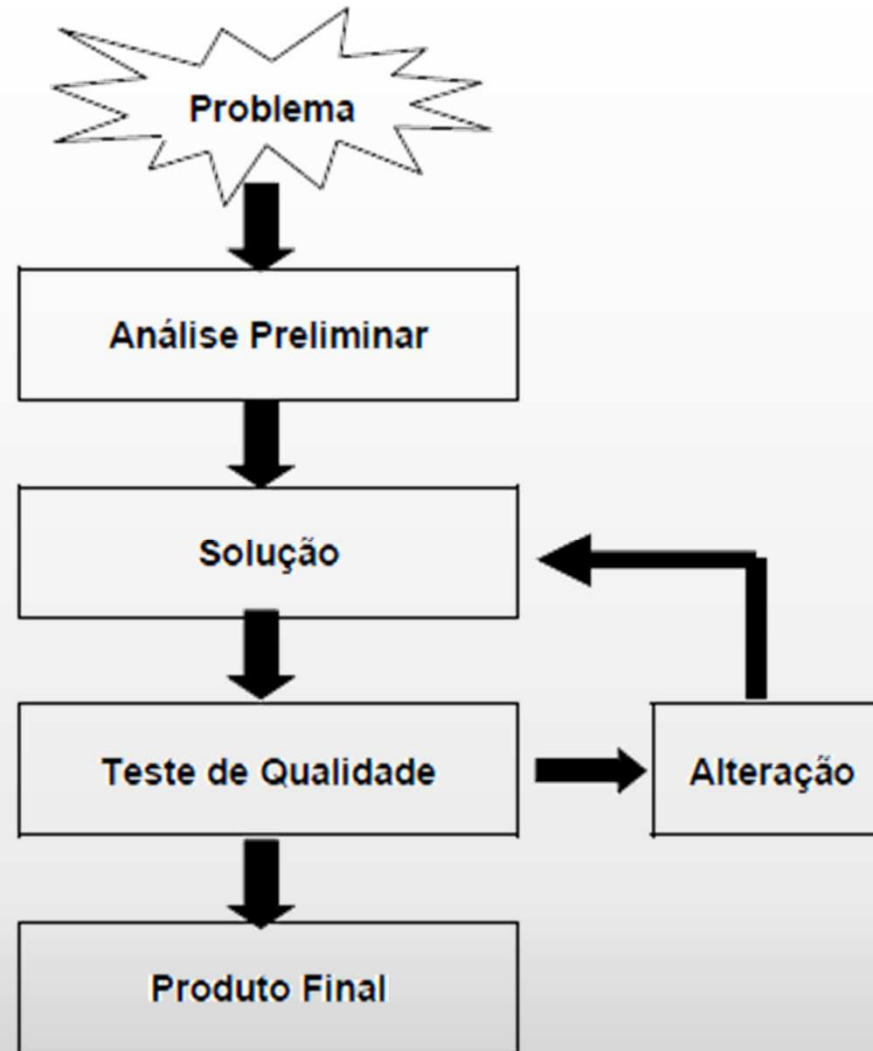 Problema
Análise Preliminar
Solução
Teste de Qualidade
Alteração
Produto Final